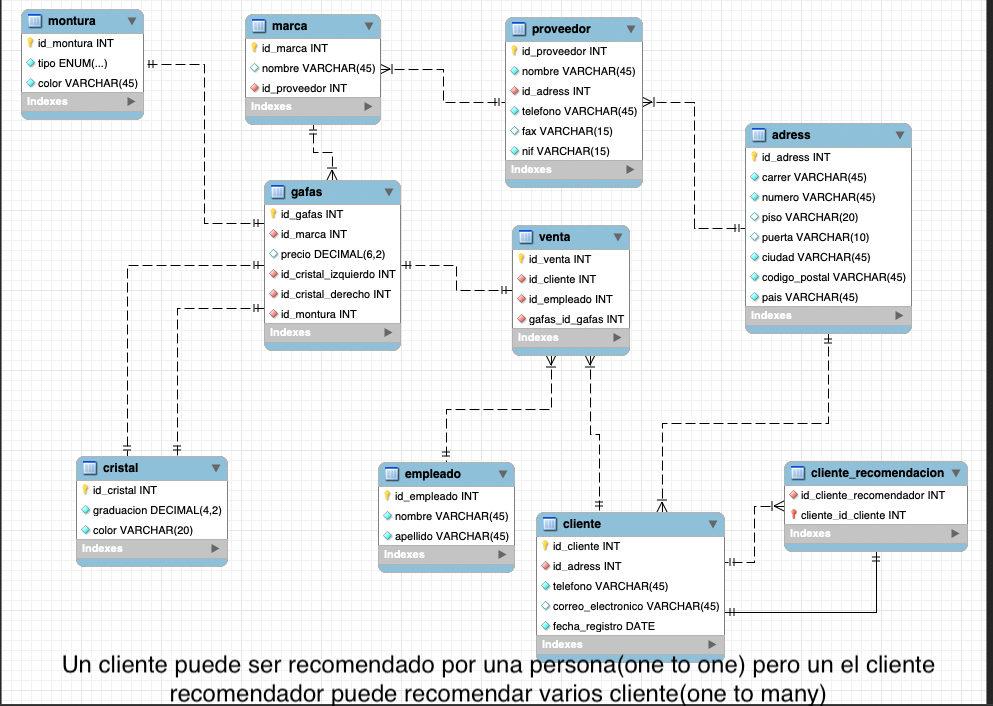 montura
id_montura INT
tipo ENUM(...)
color VARCHAR(45)
Indexes
marca
id_marca INT
nombre VARCHAR(45)
id_proveedor INT
Indexes
proveedor
id_proveedor INT
nombre VARCHAR(45)
id_adress INT
telefono VARCHAR(45)
fax VARCHAR(15)
nif VARCHAR(15)
Indexes
adress
id_adress INT
carrer VARCHAR(45)
numero VARCHAR(45)
piso VARCHAR(20)
puerta VARCHAR(10)
ciudad VARCHAR(45)
codigo_postal VARCHAR(45)
pais VARCHAR(45)
Indexes
gafas
id_gafas INT
id_marca INT
precio DECIMAL(6,2)
id_cristal_izquierdo INT
id_cristal_derecho INT
id_montura INT
Indexes
venta
id_venta INT
id_cliente INT
id_empleado INT
gafas_id_gafas INT
Indexes
cristal
id_cristal INT
graduacion DECIMAL(4,2)
color VARCHAR(20)
Indexes
empleado
id_empleado INT
nombre VARCHAR(45)
apellido VARCHAR(45)
Indexes
cliente
id_cliente INT
id_adress INT
telefono VARCHAR(45)
correo_electronico VARCHAR(45)
fecha_registro DATE
Indexes
cliente_recomendacion
id_cliente_recomendador INT
cliente_id_cliente INT
Indexes
Un cliente puede ser recomendado por una persona(one to one) pero un el cliente
recomendador puede recomendar varios cliente(one to many)